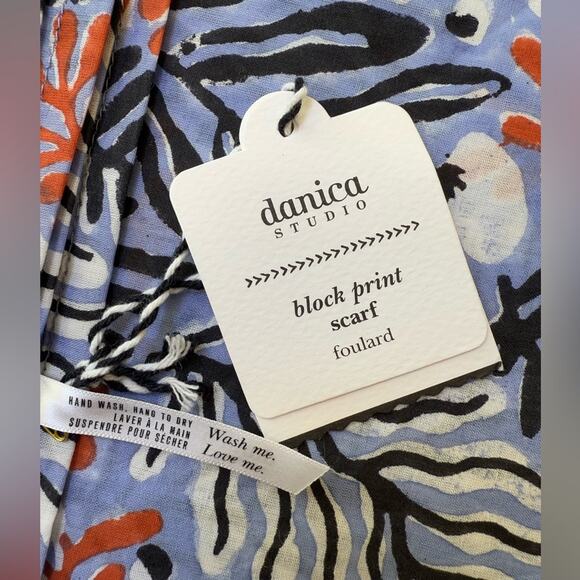 danica
STUDIO
›››››››››››››››››››
block print
scarf
foulard
HAND WASH, HANG TO DRY
LAVER À LA MAIN
SUSPENDRE POUR SÉCHER
Wash me.
Love me.